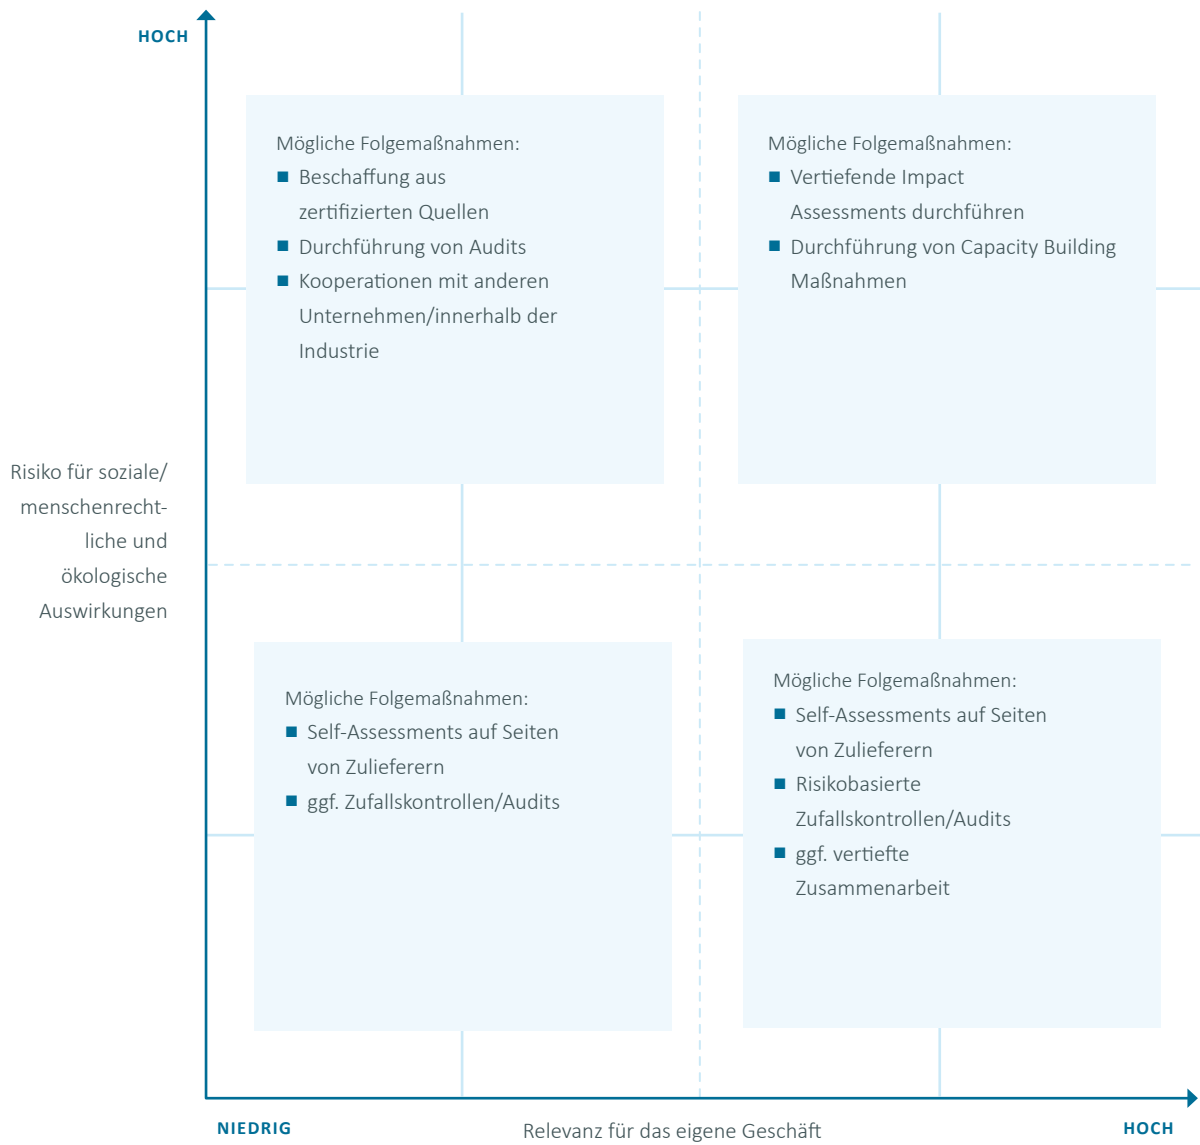 HOCH
Mögliche Folgemaßnahmen:
■ Beschaffung aus
zertifizierten Quellen
■ Durchführung von Audits
■ Kooperationen mit anderen
Unternehmen/innerhalb der
Industrie
Mögliche Folgemaßnahmen:
■ Vertiefende Impact
Assessments durchführen
■ Durchführung von Capacity Building
Maßnahmen
Risiko für soziale/
menschenrecht-
liche und
ökologische
Auswirkungen
Mögliche Folgemaßnahmen:
■ Self-Assessments auf Seiten
von Zulieferern
■ ggf. Zufallskontrollen/Audits
Mögliche Folgemaßnahmen:
■ Self-Assessments auf Seiten
von Zulieferern
■ Risikobasierte
Zufallskontrollen/Audits
■ ggf. vertiefte
Zusammenarbeit
NIEDRIG
Relevanz für das eigene Geschäft
HOCH